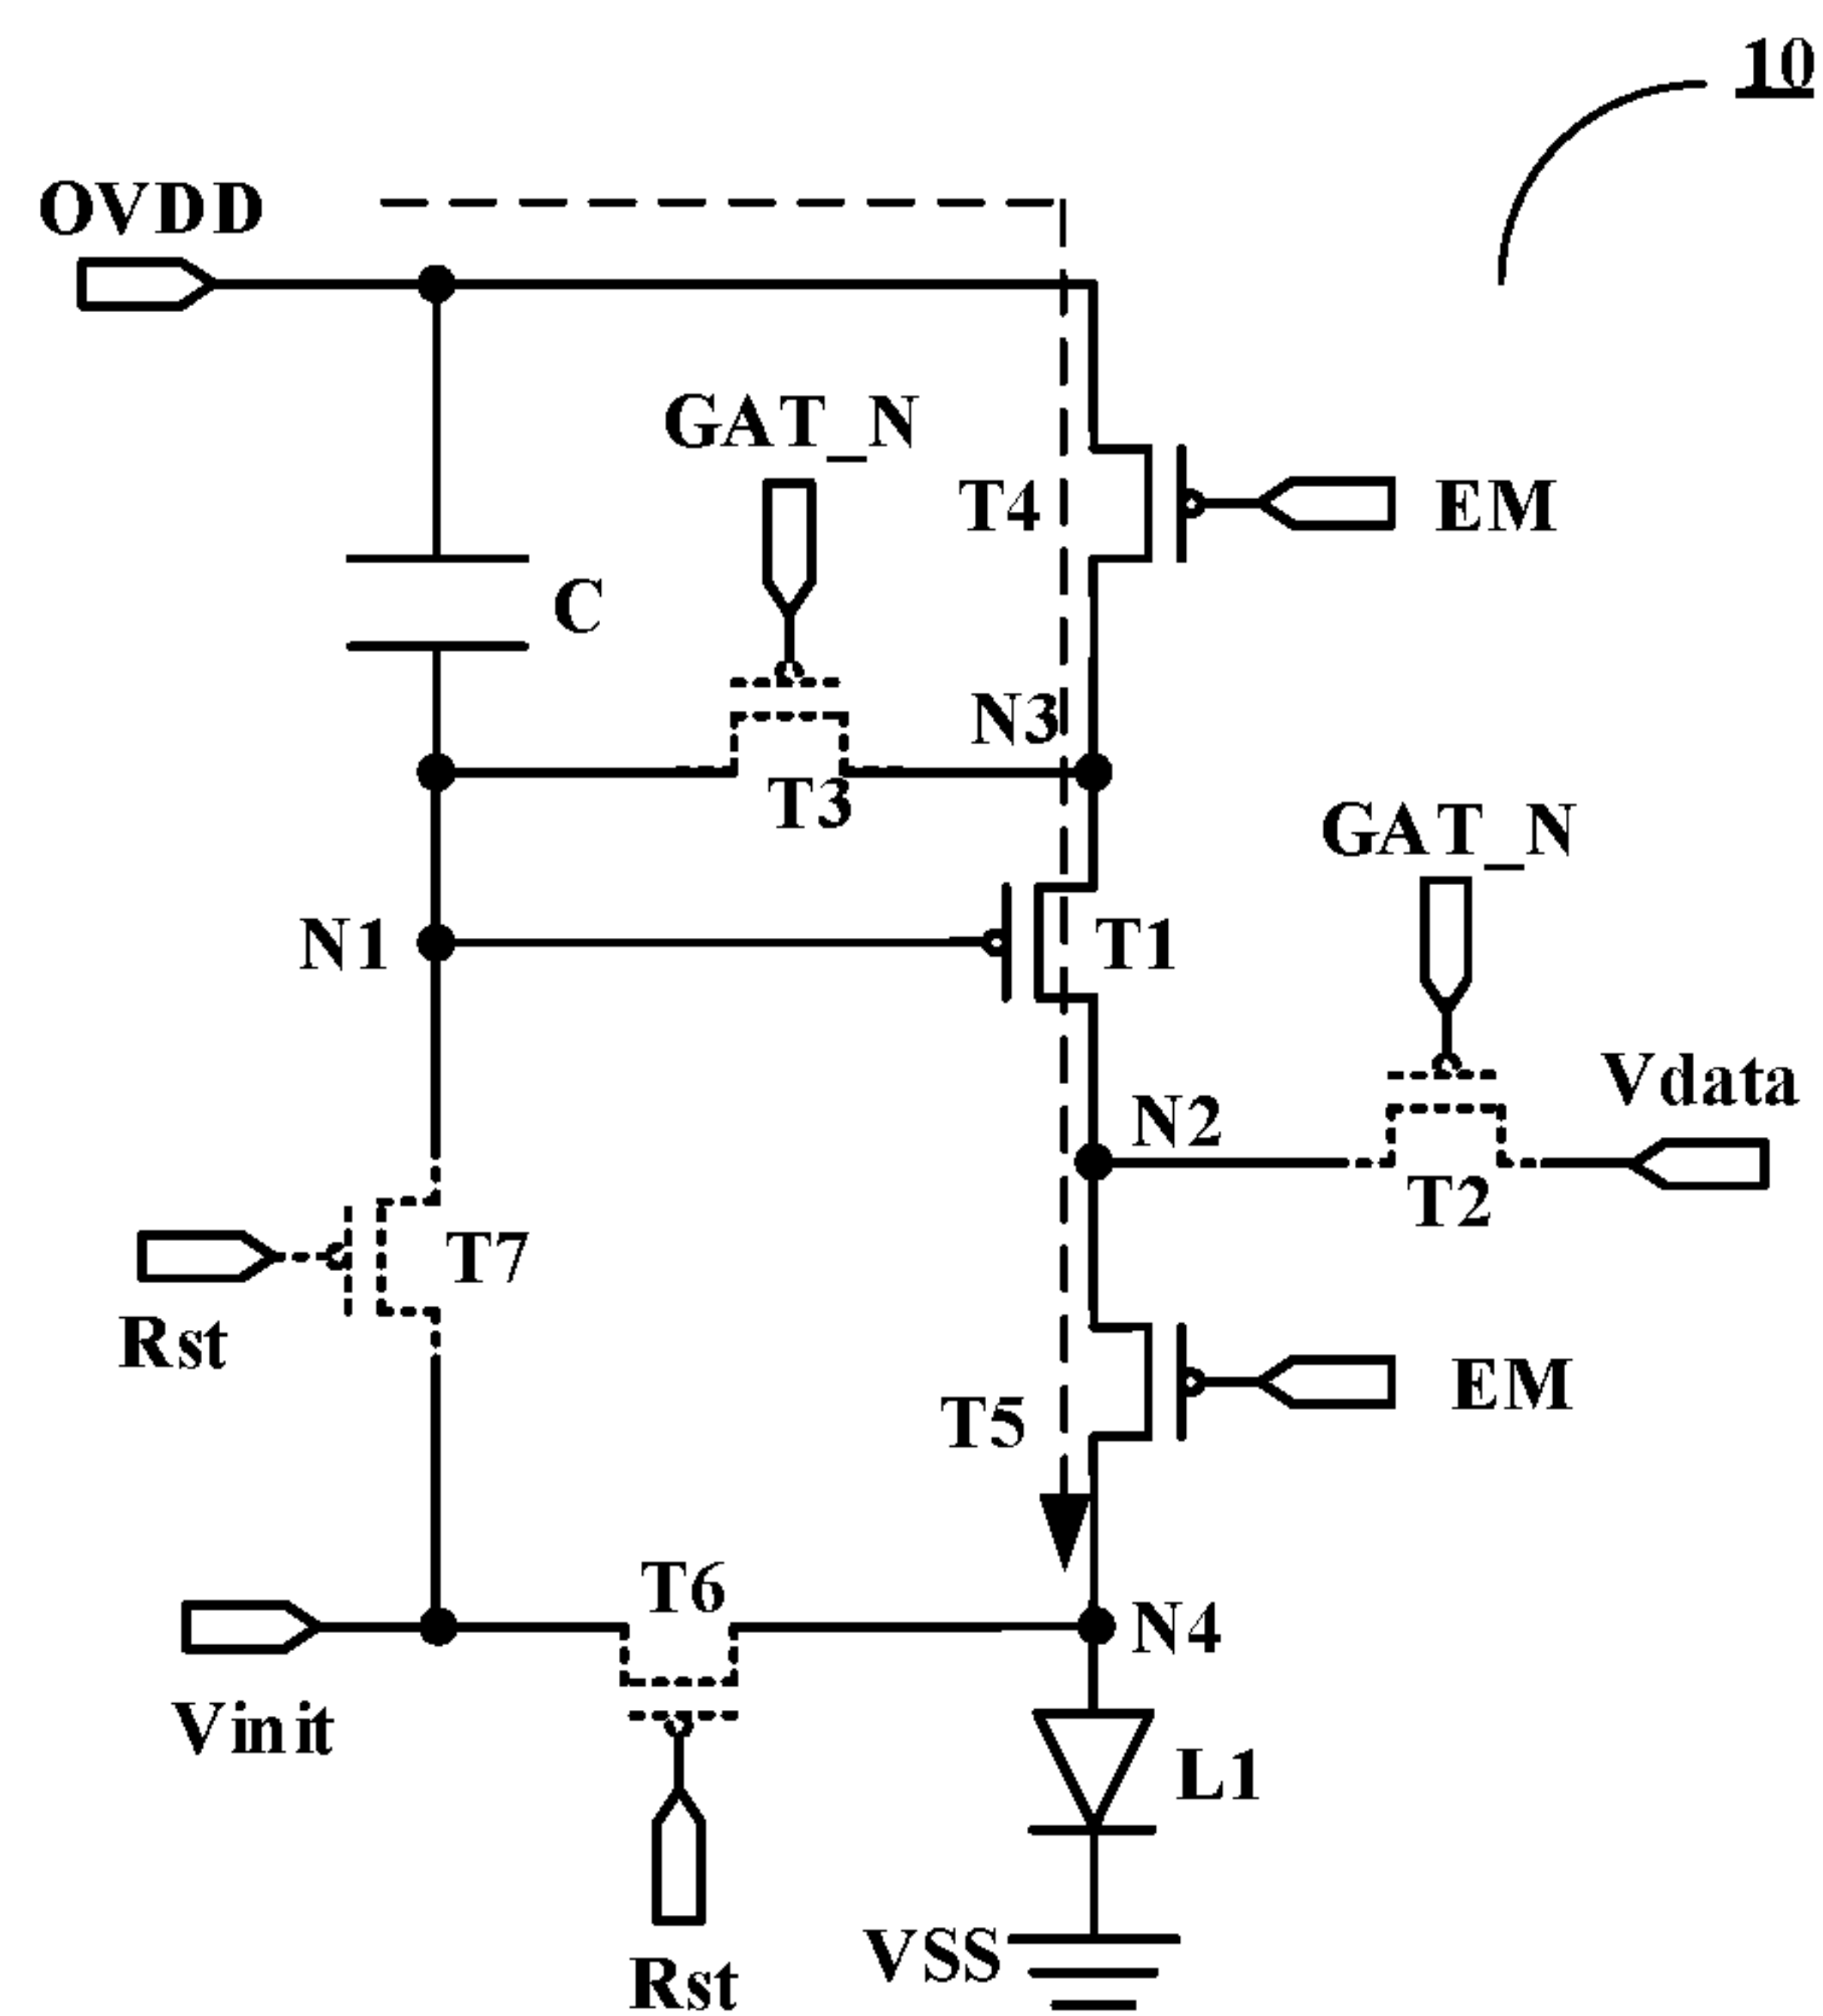 10
OVDD
GAT_N
T4
EM
C
N3
T3
GAT_N
N1
T1
Vdata
N2
T2
T7
Rst
EM
T5
T6
N4
Vinit
L1
VSS
Rst